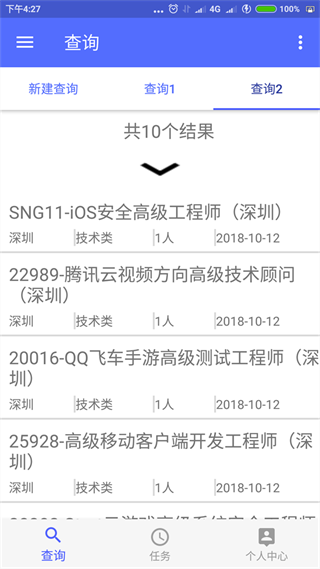 下午4:27 ... 4G 100%
查询
新建查询 查询1 查询2
共10个结果
SNG11-iOS安全高级工程师（深圳）
深圳 技术类 1人 2018-10-12
22989-腾讯云视频方向高级技术顾问
（深圳）
深圳 技术类 1人 2018-10-12
20016-QQ飞车手游高级测试工程师（深
圳）
深圳 技术类 1人 2018-10-12
25928-高级移动客户端开发工程师（深
圳）
深圳 技术类 1人 2018-10-12
查询 任务 个人中心